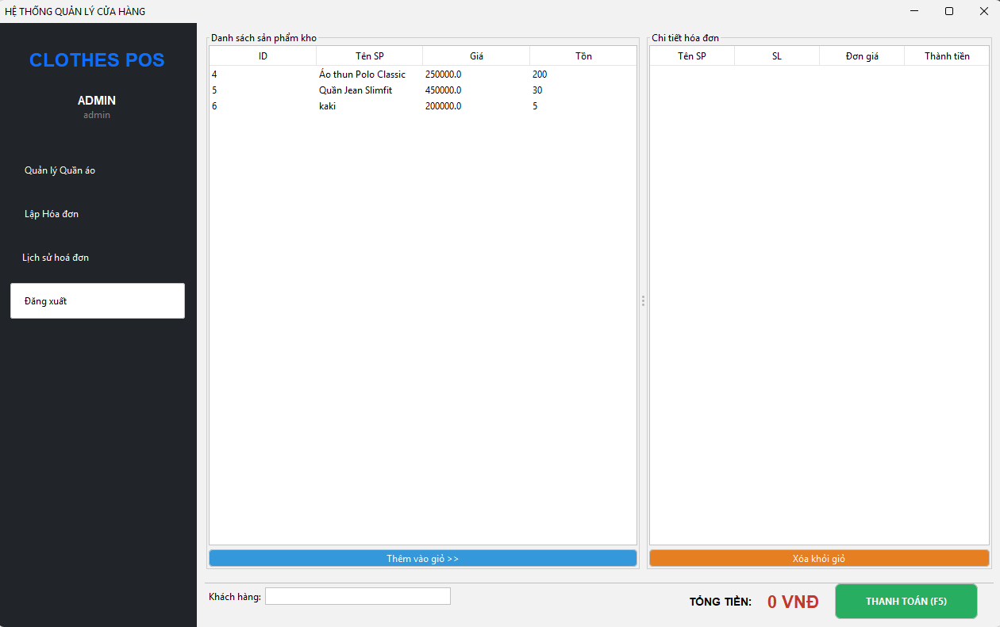 HỆ THỐNG QUẢN LÝ CỬA HÀNG
CLOTHES POS
ADMIN
admin
Quản lý Quần áo
Lập Hóa đơn
Lịch sử hoá đơn
Đăng xuất
Danh sách sản phẩm kho
ID Tên SP Giá Tồn
4 Áo thun Polo Classic 250000.0 200
5 Quần Jean Slimfit 450000.0 30
6 kaki 200000.0 5
Thêm vào giỏ >>
Chi tiết hóa đơn
Tên SP SL Đơn giá Thành tiền
Xóa khỏi giỏ
Khách hàng:
TỔNG TIỀN: 0 VNĐ
THANH TOÁN (F5)